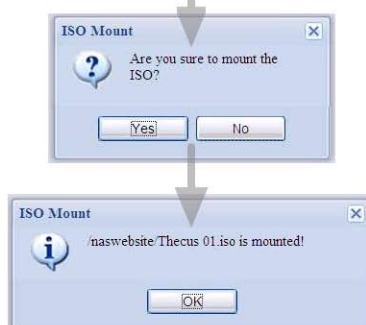 ISO Mount
Are you sure to mount the
ISO?
Yes
No
ISO Mount
/naswebsite/Thecus 01.iso is mounted!
OK